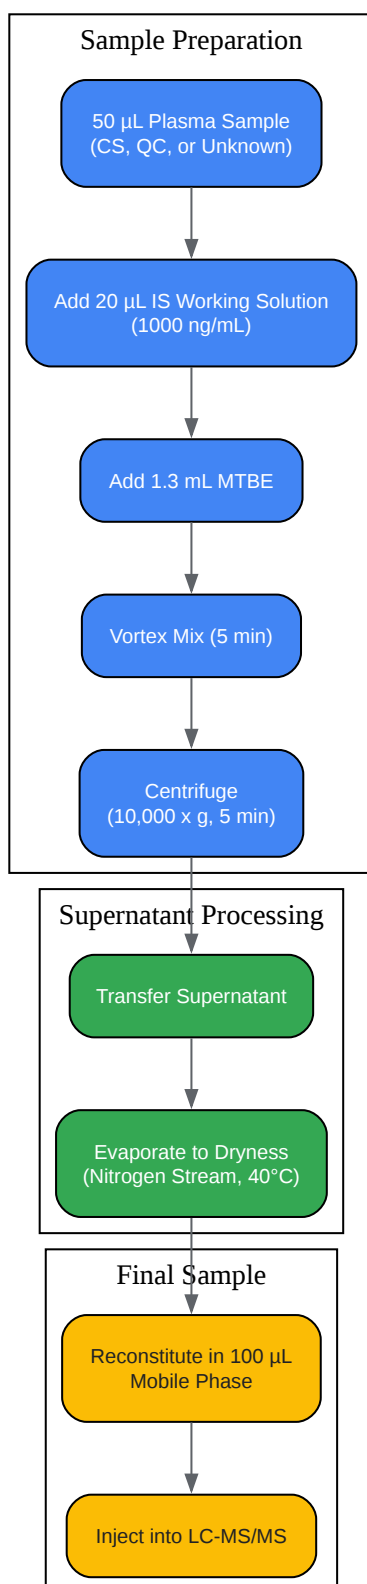 Sample Preparation
50 µL Plasma Sample
(CS, QC, or Unknown)
Add 20 µL IS Working Solution
(1000 ng/mL)
Add 1.3 mL MTBE
Vortex Mix (5 min)
Centrifuge
(10,000 x g, 5 min)
Supernatant Processing
Transfer Supernatant
Evaporate to Dryness
(Nitrogen Stream, 40°C)
Final Sample
Reconstitute in 100 µL
Mobile Phase
Inject into LC-MS/MS